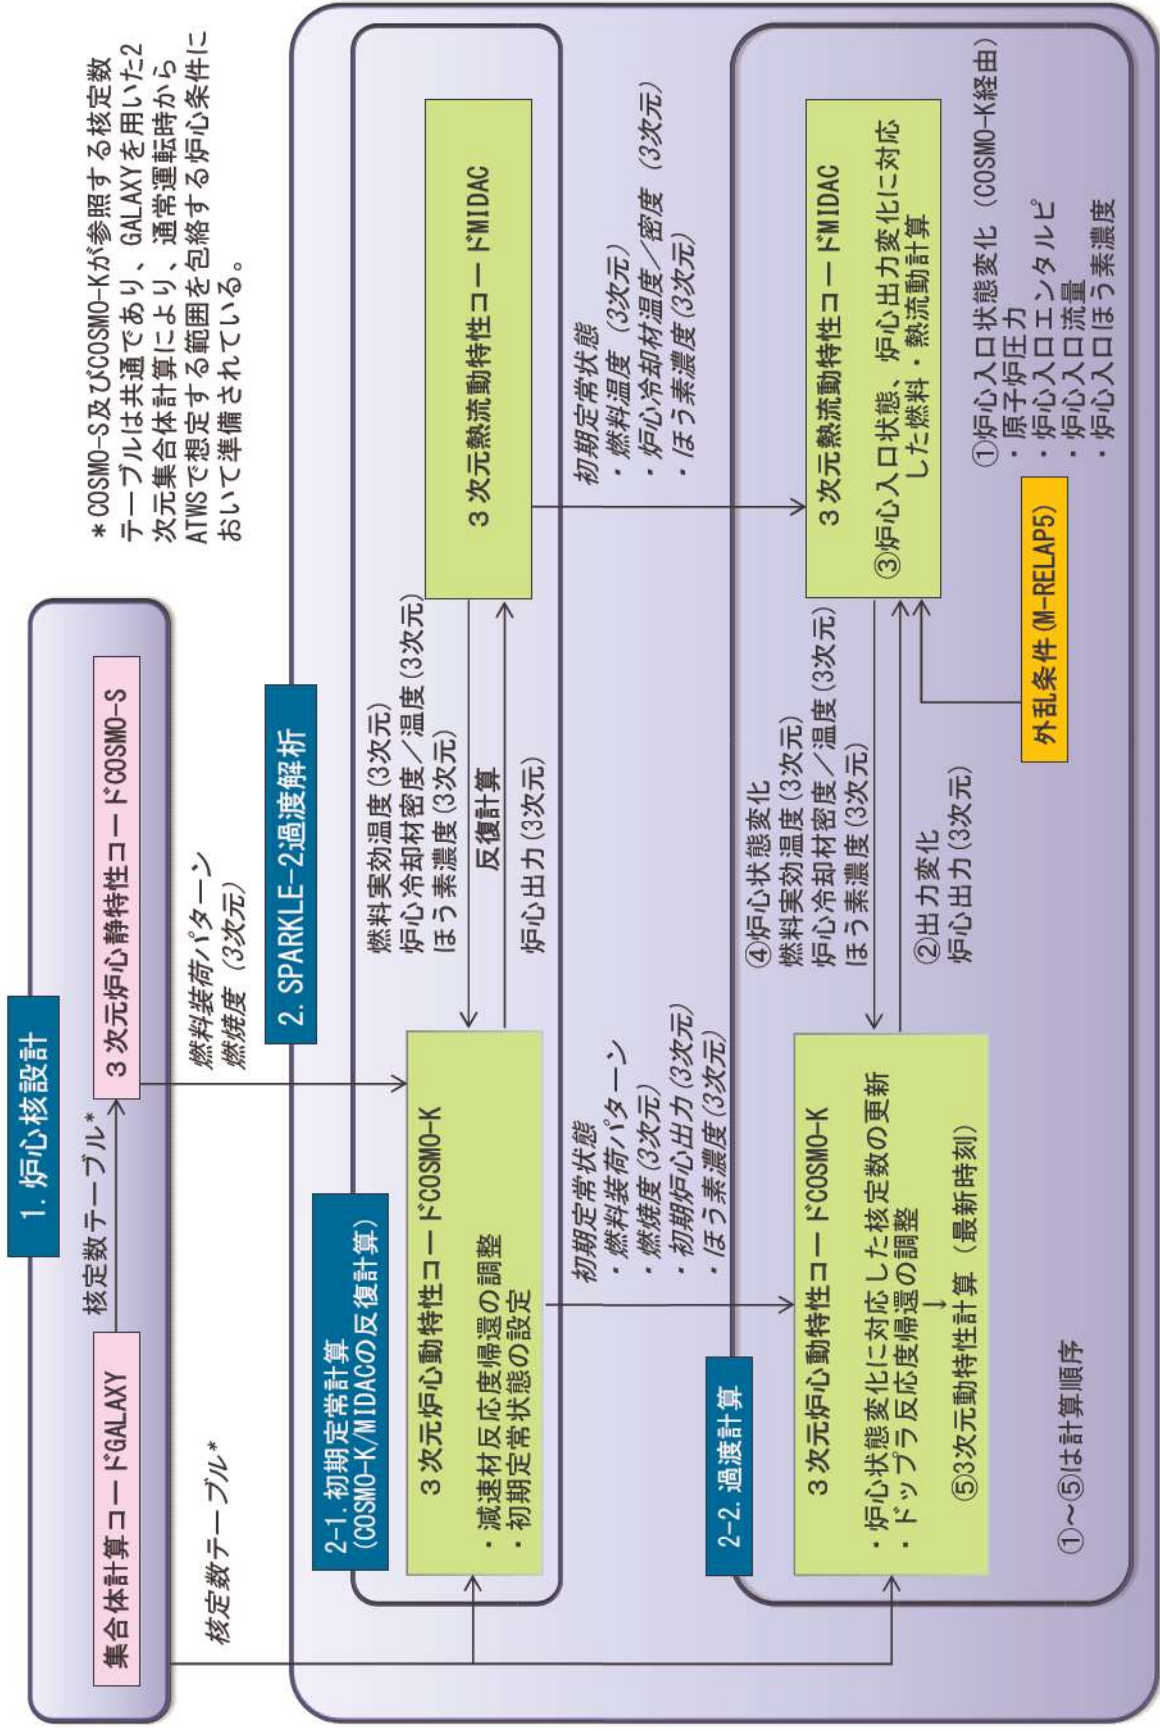 1. 炉心核設計
集合体計算コードGALAXY
核定数テーブル*
３次元炉心静特性コードCOSMO-S
*COSMO-S及びCOSMO-Kが参照する核定数
テーブルは共通であり、GALAXYを用いた2
次元集合体計算により、通常運転時から
ATWSで想定する範囲を包絡する炉心条件に
おいて準備されている。
核定数テーブル*
燃料装荷パターン
燃焼度（3次元）
2. SPARKLE-2過渡解析
2-1. 初期定常計算
(COSMO-K/MIDACの反復計算)
３次元炉心動特性コードCOSMO-K
・減速材反応度帰還の調整
・初期定常状態の設定
燃料実効温度(3次元)
炉心冷却材密度／温度(3次元)
ほう素濃度(3次元)
反復計算
炉心出力(3次元)
３次元熱流動特性コードMIDAC
初期定常状態
・燃料装荷パターン
・燃焼度(3次元)
・初期炉心出力(3次元)
・ほう素濃度(3次元)
初期定常状態
・燃料温度（3次元）
・炉心冷却材温度／密度（3次元）
・ほう素濃度(3次元)
2-2. 過渡計算
３次元炉心動特性コードCOSMO-K
・炉心状態変化に対応した核定数の更新
・ドップラ反応度帰還の調整
↓
⑤3次元動特性計算（最新時刻）
④炉心状態変化
燃料実効温度(3次元)
炉心冷却材密度／温度(3次元)
ほう素濃度(3次元)
②出力変化
炉心出力(3次元)
３次元熱流動特性コードMIDAC
③炉心入口状態、炉心出力変化に対応
した燃料・熱流動計算
外乱条件(M-RELAP5)
①炉心入口状態変化（COSMO-K経由）
・原子炉圧力
・炉心入口エンタルピ
・炉心入口流量
・炉心入口ほう素濃度
①～⑤は計算順序